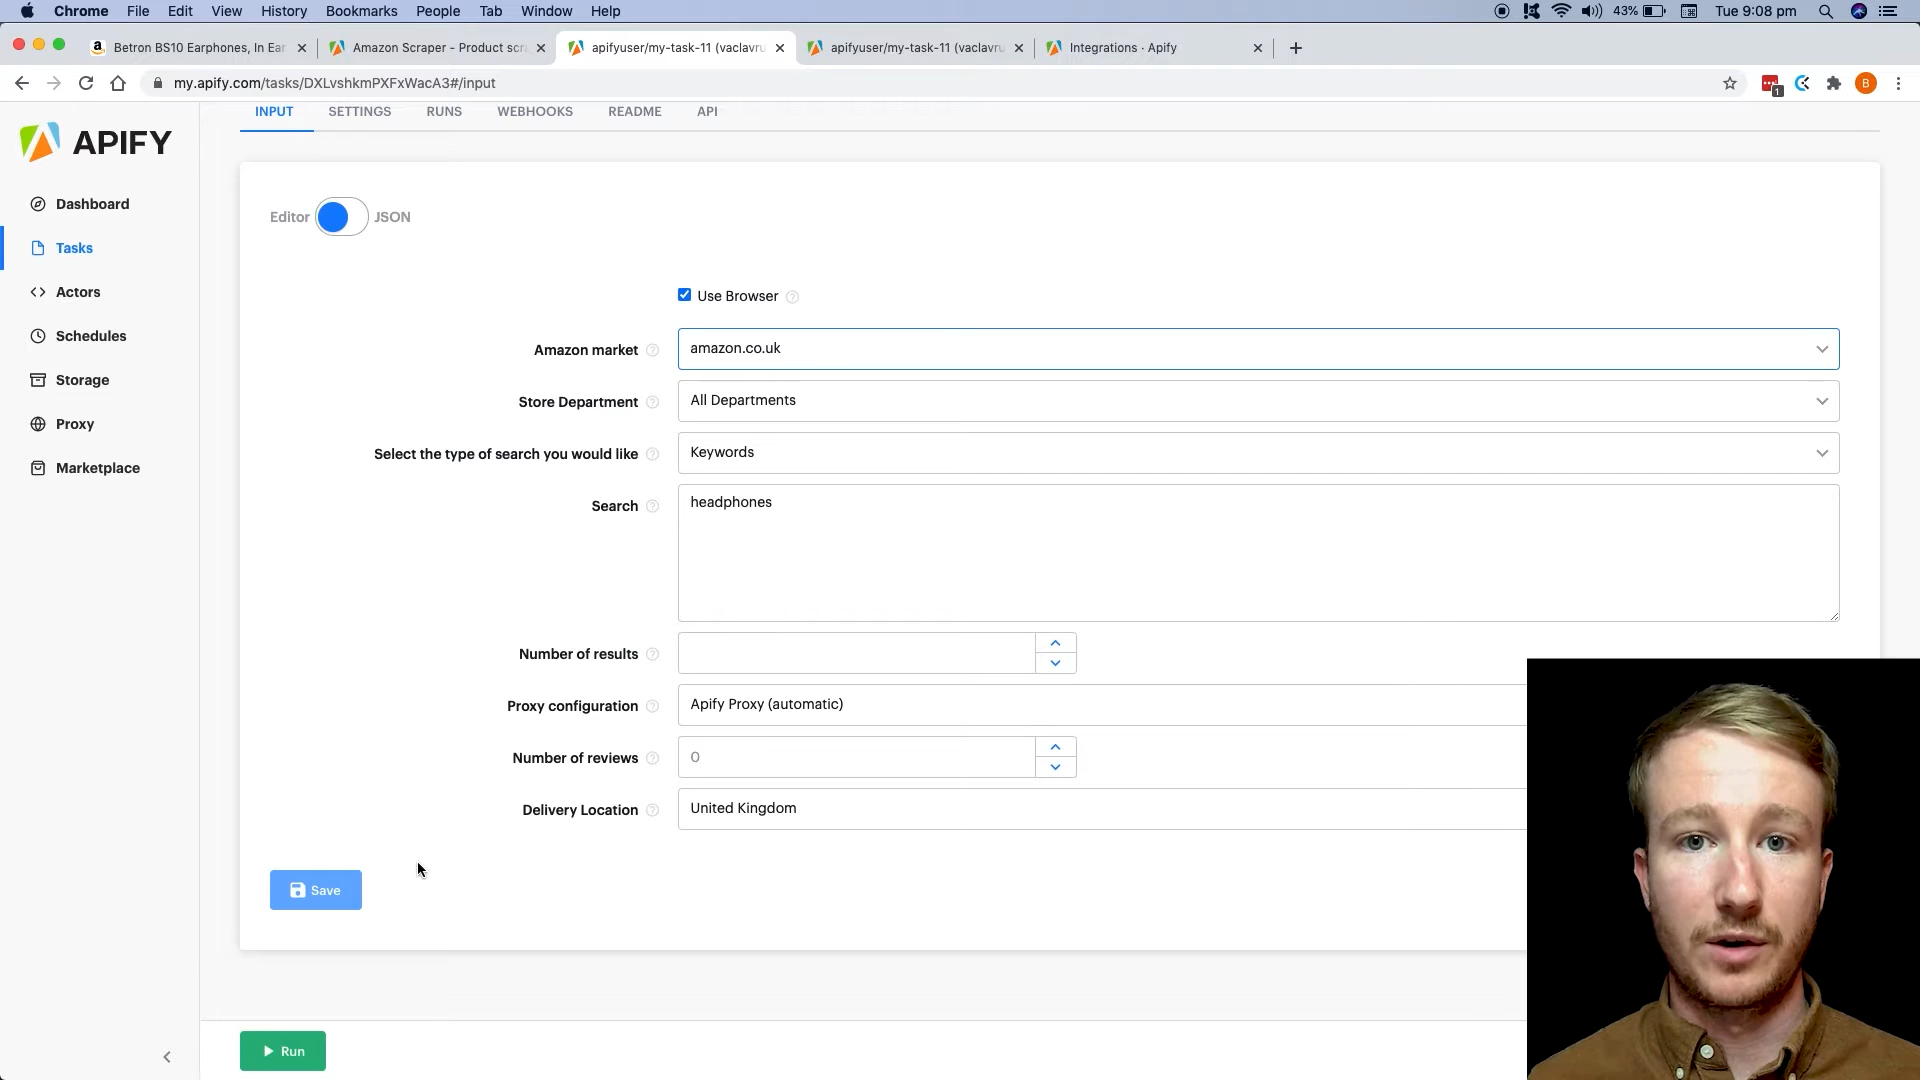 Chrome File Edit View History Bookmarks People Tab Window Help 43% Tue 9:08 pm
Betron BS10 Earphones, In Ear
Amazon Scraper - Product scra
apifyuser/my-task-11 (vaclavru
apifyuser/my-task-11 (vaclavru
Integrations · Apify
my.apify.com/tasks/DXLvshkmPXFxWacA3#/input
1
B
APIFY
Dashboard
Tasks
Actors
Schedules
Storage
Proxy
Marketplace
INPUT SETTINGS RUNS WEBHOOKS README API
Editor JSON
Use Browser ?
Amazon market ? amazon.co.uk
Store Department ? All Departments
Select the type of search you would like ? Keywords
Search ? headphones
Number of results ?
Proxy configuration ? Apify Proxy (automatic)
Number of reviews ? 0
Delivery Location ? United Kingdom
Save
Run